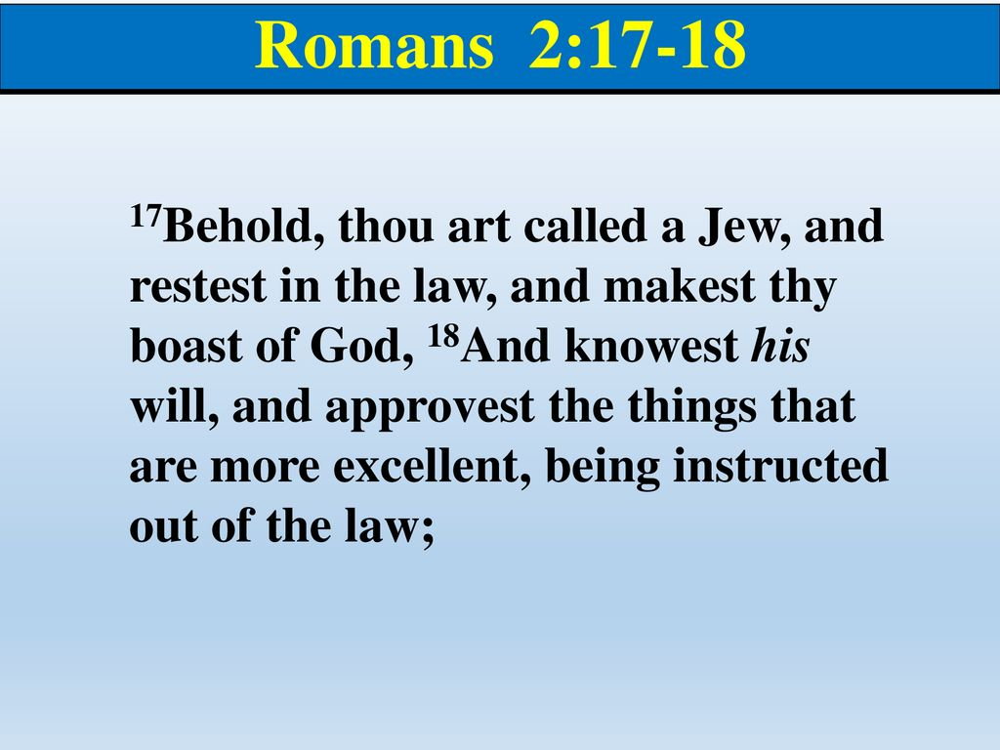 Romans 2:17-18
17Behold, thou art called a Jew, and
restest in the law, and makest thy
boast of God, 18And knowest his
will, and approvest the things that
are more excellent, being instructed
out of the law;